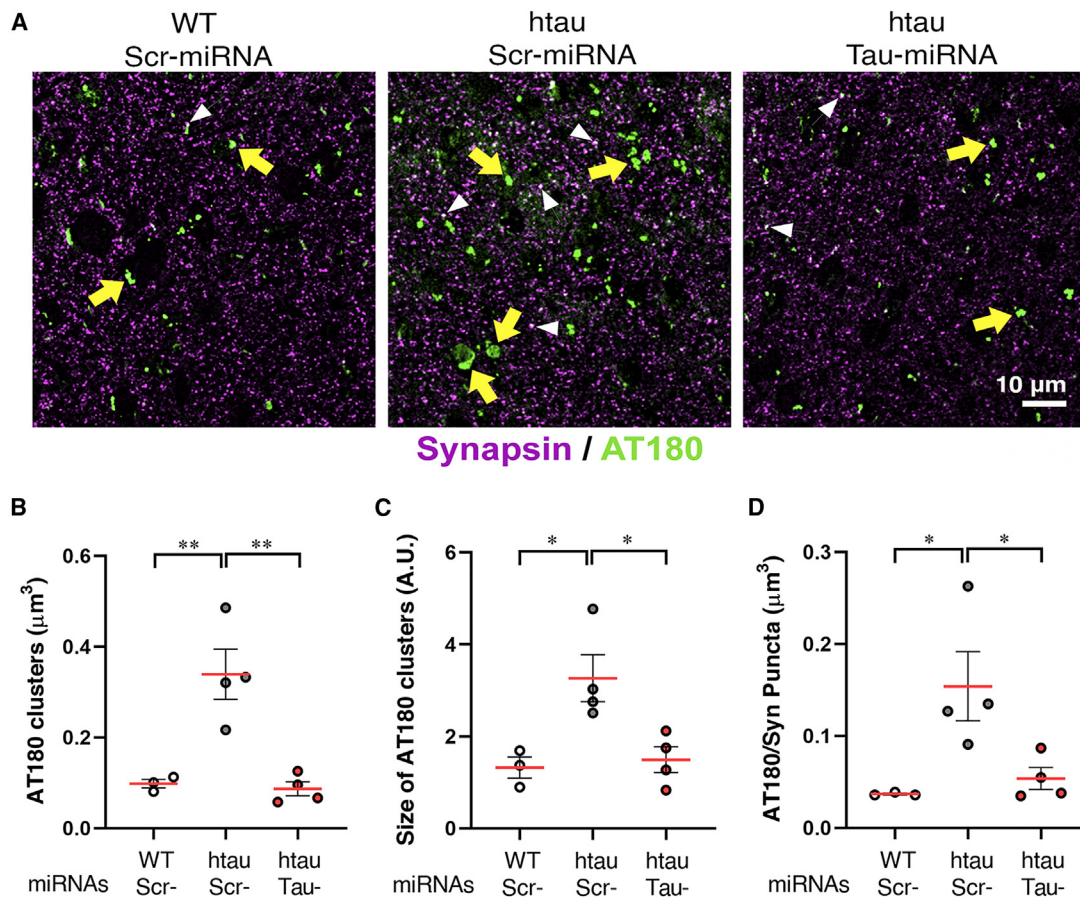 A
WT
Scr-miRNA
htau
Scr-miRNA
htau
Tau-miRNA
10 µm
Synapsin / AT180
B
C
D
AT180 clusters (µm³)
0.6
0.4
0.2
0.0
** **
WT htau htau
miRNAs Scr- Scr- Tau-
Size of AT180 clusters (A.U.)
6
4
2
0
* *
WT htau htau
Scr- Scr- Tau-
AT180/Syn Puncta (µm³)
0.3
0.2
0.1
0.0
* *
WT htau htau
miRNAs Scr- Scr- Tau-